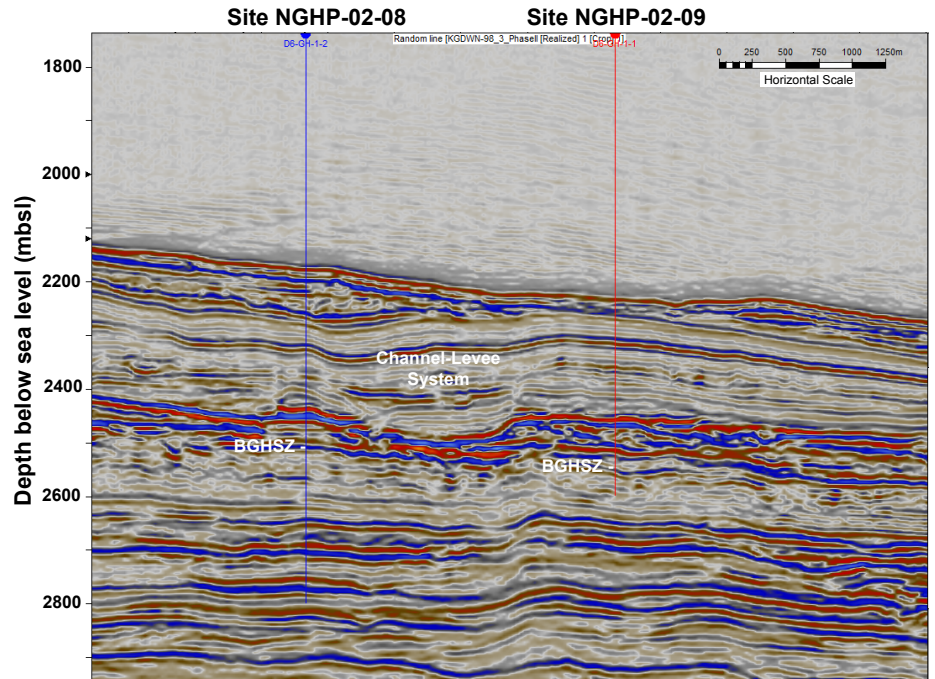 Site NGHP-02-08
Site NGHP-02-09
D6-GH-1-2
Random line [KGDWN-98_3_PhaseII [Realized] 1 [Crop]
0 250 500 750 1000 1250m
Horizontal Scale
Depth below sea level (mbsl)
1800
2000
2200
2400
2600
2800
Channel-Levee
System
BGHSZ
BGHSZ